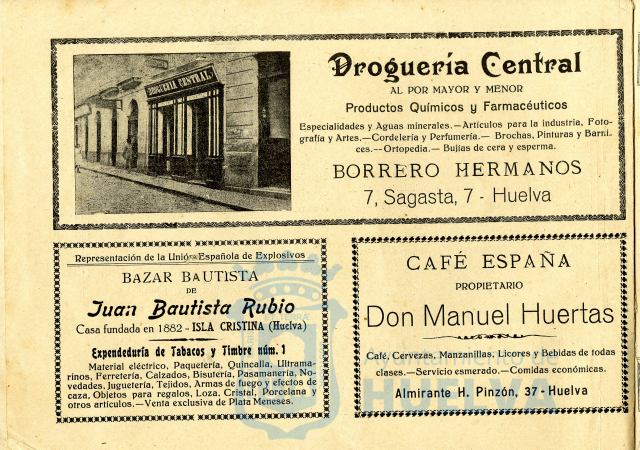 DROGUERIA CENTRAL
Droguería Central
AL POR MAYOR Y MENOR
Productos Químicos y Farmacéuticos
Especialidades y Aguas minerales.—Artículos para la industria, Foto-
grafía y Artes.—Cordelería y Perfumería.— Brochas, Pinturas y Barni-
ces.—Ortopedia.— Bujías de cera y esperma.
BORRERO HERMANOS
7, Sagasta, 7 - Huelva
Representación de la Unión Española de Explosivos
BAZAR BAUTISTA
DE
Juan Bautista Rubio
Casa fundada en 1882 - ISLA CRISTINA (Huelva)
Expendeduría de Tabacos y Timbre núm. 1
Material eléctrico, Paquetería, Quincalla, Ultrama-
rinos, Ferretería, Calzados, Bisutería, Pasamanería, No-
vedades, Juguetería, Tejidos, Armas de fuego y efectos de
caza, Objetos para regalos, Loza, Cristal, Porcelana y
otros artículos.—Venta exclusiva de Plata Meneses.
CAFÉ ESPAÑA
PROPIETARIO
Don Manuel Huertas
Café, Cervezas, Manzanillas, Licores y Bebidas de todas
clases.—Servicio esmerado.—Comidas económicas.
Almirante H. Pinzón, 37-Huelva
Ayuntamiento de
HUELVA